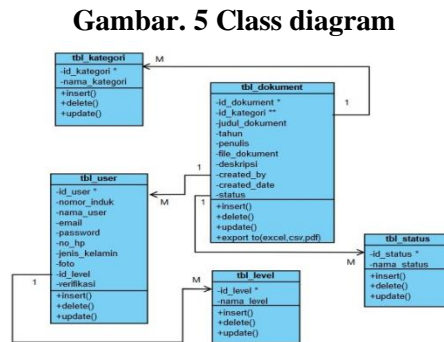 Gambar. 5 Class diagram
tbl_kategori
-id_kategori *
-nama_kategori
+insert()
+delete()
+update()
M
1
tbl_dokument
-id_dokument *
-id_kategori **
-judul_dokument
-tahun
-penulis
-file_dokument
-deskripsi
-created_by
-created_date
-status
+insert()
+delete()
+update()
+export to(excel,csv,pdf)
1
M
1
M
tbl_user
-id_user *
-nomor_induk
-nama_user
-email
-password
-no_hp
-jenis_kelamin
-foto
-id_level
-verifikasi
+insert()
+delete()
+update()
1
M
tbl_level
-id_level *
-nama_level
+insert()
+delete()
+update()
tbl_status
-id_status *
-nama_status
+insert()
+delete()
+update()